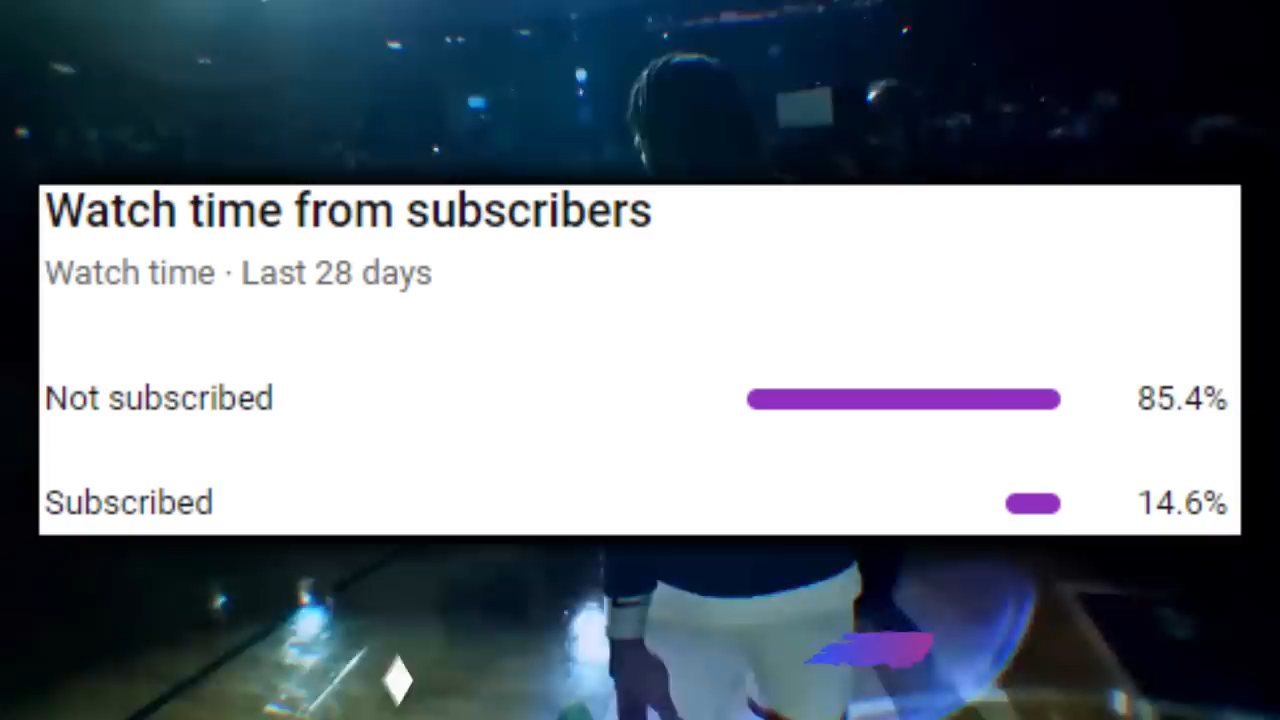 Watch time from subscribers
Watch time · Last 28 days
Not subscribed 85.4%
Subscribed 14.6%